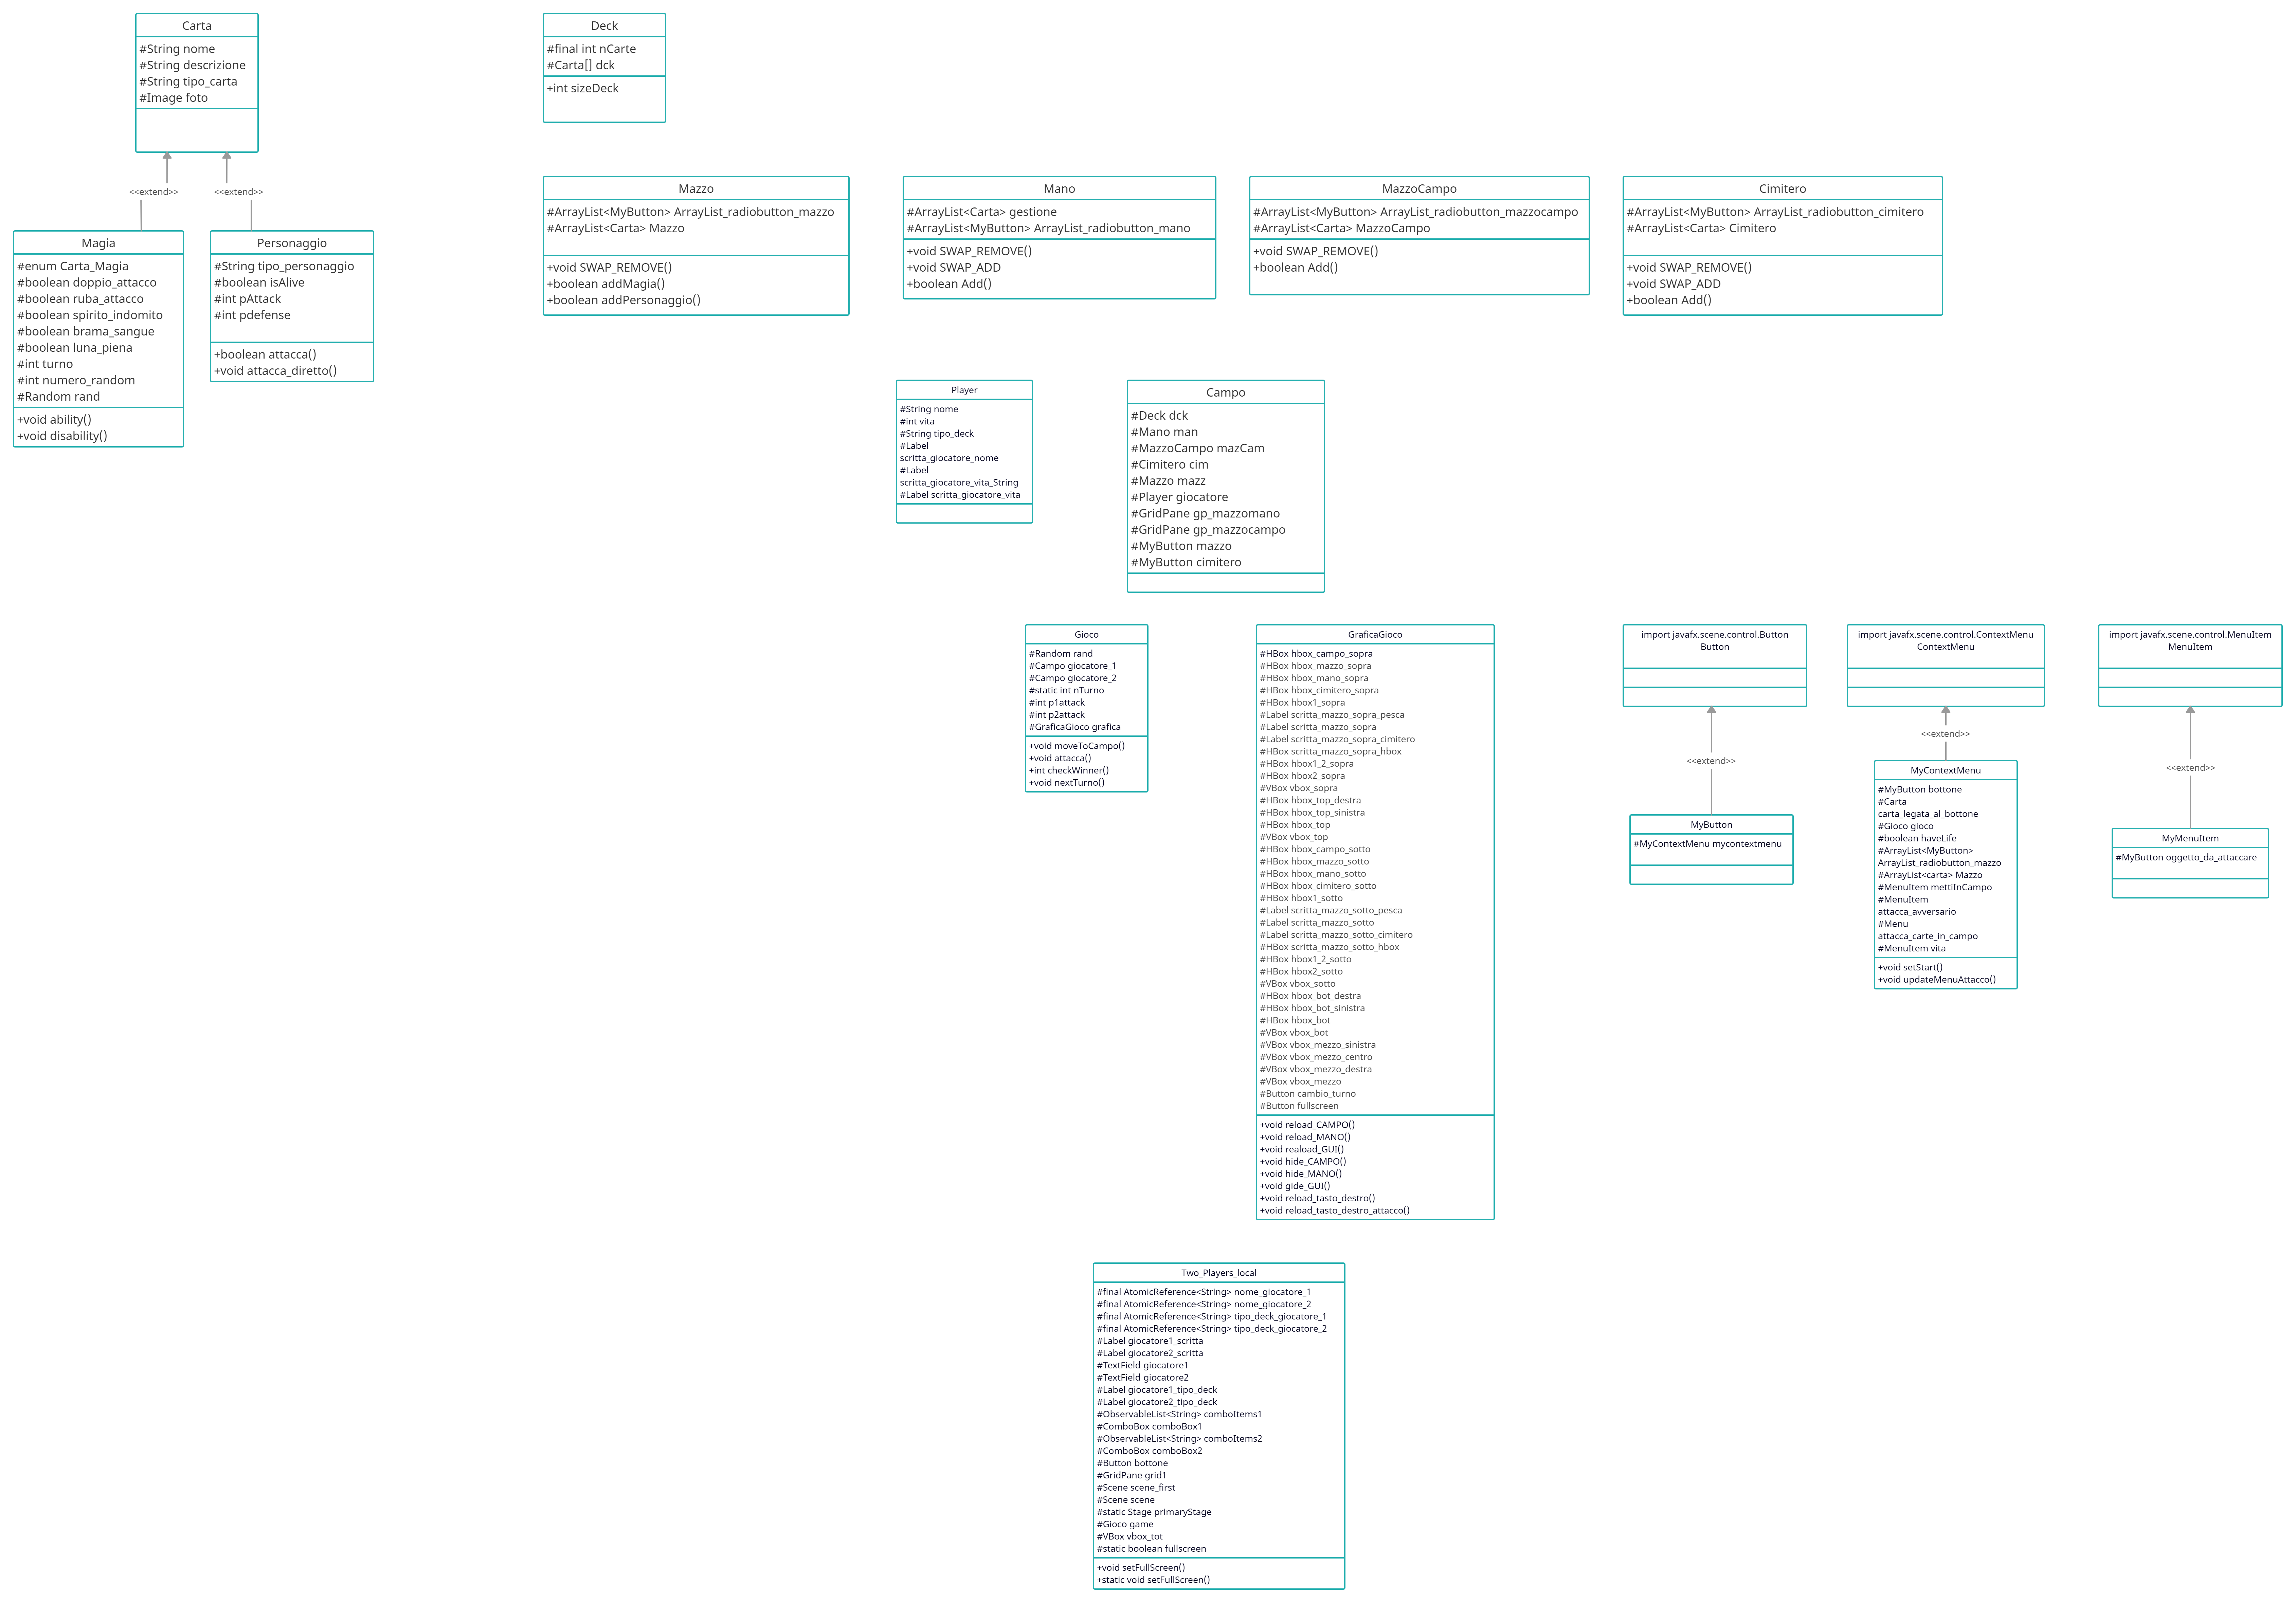 Carta
#String nome
#String descrizione
#String tipo_carta
#Image foto
Deck
#final int nCarte
#Carta[] dck
+int sizeDeck
<<extend>>
<<extend>>
Magia
#enum Carta_Magia
#boolean doppio_attacco
#boolean ruba_attacco
#boolean spirito_indomito
#boolean brama_sangue
#boolean luna_piena
#int turno
#int numero_random
#Random rand
+void ability()
+void disability()
Personaggio
#String tipo_personaggio
#boolean isAlive
#int pAttack
#int pdefense
+boolean attacca()
+void attacca_diretto()
Mazzo
#ArrayList<MyButton> ArrayList_radiobutton_mazzo
#ArrayList<Carta> Mazzo
+void SWAP_REMOVE()
+boolean addMagia()
+boolean addPersonaggio()
Mano
#ArrayList<Carta> gestione
#ArrayList<MyButton> ArrayList_radiobutton_mano
+void SWAP_REMOVE()
+void SWAP_ADD
+boolean Add()
MazzoCampo
#ArrayList<MyButton> ArrayList_radiobutton_mazzocampo
#ArrayList<Carta> MazzoCampo
+void SWAP_REMOVE()
+boolean Add()
Cimitero
#ArrayList<MyButton> ArrayList_radiobutton_cimitero
#ArrayList<Carta> Cimitero
+void SWAP_REMOVE()
+void SWAP_ADD
+boolean Add()
Player
#String nome
#int vita
#String tipo_deck
#Label
scritta_giocatore_nome
#Label
scritta_giocatore_vita_String
#Label scritta_giocatore_vita
Campo
#Deck dck
#Mano man
#MazzoCampo mazCam
#Cimitero cim
#Mazzo mazz
#Player giocatore
#GridPane gp_mazzomano
#GridPane gp_mazzocampo
#MyButton mazzo
#MyButton cimitero
Gioco
#Random rand
#Campo giocatore_1
#Campo giocatore_2
#static int nTurno
#int p1attack
#int p2attack
#GraficaGioco grafica
+void moveToCampo()
+void attacca()
+int checkWinner()
+void nextTurno()
GraficaGioco
#HBox hbox_campo_sopra
#HBox hbox_mazzo_sopra
#HBox hbox_mano_sopra
#HBox hbox_cimitero_sopra
#HBox hbox1_sopra
#Label scritta_mazzo_sopra_pesca
#Label scritta_mazzo_sopra
#Label scritta_mazzo_sopra_cimitero
#HBox scritta_mazzo_sopra_hbox
#HBox hbox1_2_sopra
#HBox hbox2_sopra
#VBox vbox_sopra
#HBox hbox_top_destra
#HBox hbox_top_sinistra
#HBox hbox_top
#VBox vbox_top
#HBox hbox_campo_sotto
#HBox hbox_mazzo_sotto
#HBox hbox_mano_sotto
#HBox hbox_cimitero_sotto
#HBox hbox1_sotto
#Label scritta_mazzo_sotto_pesca
#Label scritta_mazzo_sotto
#Label scritta_mazzo_sotto_cimitero
#HBox scritta_mazzo_sotto_hbox
#HBox hbox1_2_sotto
#HBox hbox2_sotto
#VBox vbox_sotto
#HBox hbox_bot_destra
#HBox hbox_bot_sinistra
#HBox hbox_bot
#VBox vbox_bot
#VBox vbox_mezzo_sinistra
#VBox vbox_mezzo_centro
#VBox vbox_mezzo_destra
#VBox vbox_mezzo
#Button cambio_turno
#Button fullscreen
+void reload_CAMPO()
+void reload_MANO()
+void reaload_GUI()
+void hide_CAMPO()
+void hide_MANO()
+void gide_GUI()
+void reload_tasto_destro()
+void reload_tasto_destro_attacco()
import javafx.scene.control.Button
Button
<<extend>>
MyButton
#MyContextMenu mycontextmenu
import javafx.scene.control.ContextMenu
ContextMenu
<<extend>>
MyContextMenu
#MyButton bottone
#Carta
carta_legata_al_bottone
#Gioco gioco
#boolean haveLife
#ArrayList<MyButton>
ArrayList_radiobutton_mazzo
#ArrayList<carta> Mazzo
#MenuItem mettiInCampo
#MenuItem
attacca_avversario
#Menu
attacca_carte_in_campo
#MenuItem vita
+void setStart()
+void updateMenuAttacco()
import javafx.scene.control.MenuItem
MenuItem
<<extend>>
MyMenuItem
#MyButton oggetto_da_attaccare
Two_Players_local
#final AtomicReference<String> nome_giocatore_1
#final AtomicReference<String> nome_giocatore_2
#final AtomicReference<String> tipo_deck_giocatore_1
#final AtomicReference<String> tipo_deck_giocatore_2
#Label giocatore1_scritta
#Label giocatore2_scritta
#TextField giocatore1
#TextField giocatore2
#Label giocatore1_tipo_deck
#Label giocatore2_tipo_deck
#ObservableList<String> comboItems1
#ComboBox comboBox1
#ObservableList<String> comboItems2
#ComboBox comboBox2
#Button bottone
#GridPane grid1
#Scene scene_first
#Scene scene
#static Stage primaryStage
#Gioco game
#VBox vbox_tot
#static boolean fullscreen
+void setFullScreen()
+static void setFullScreen()